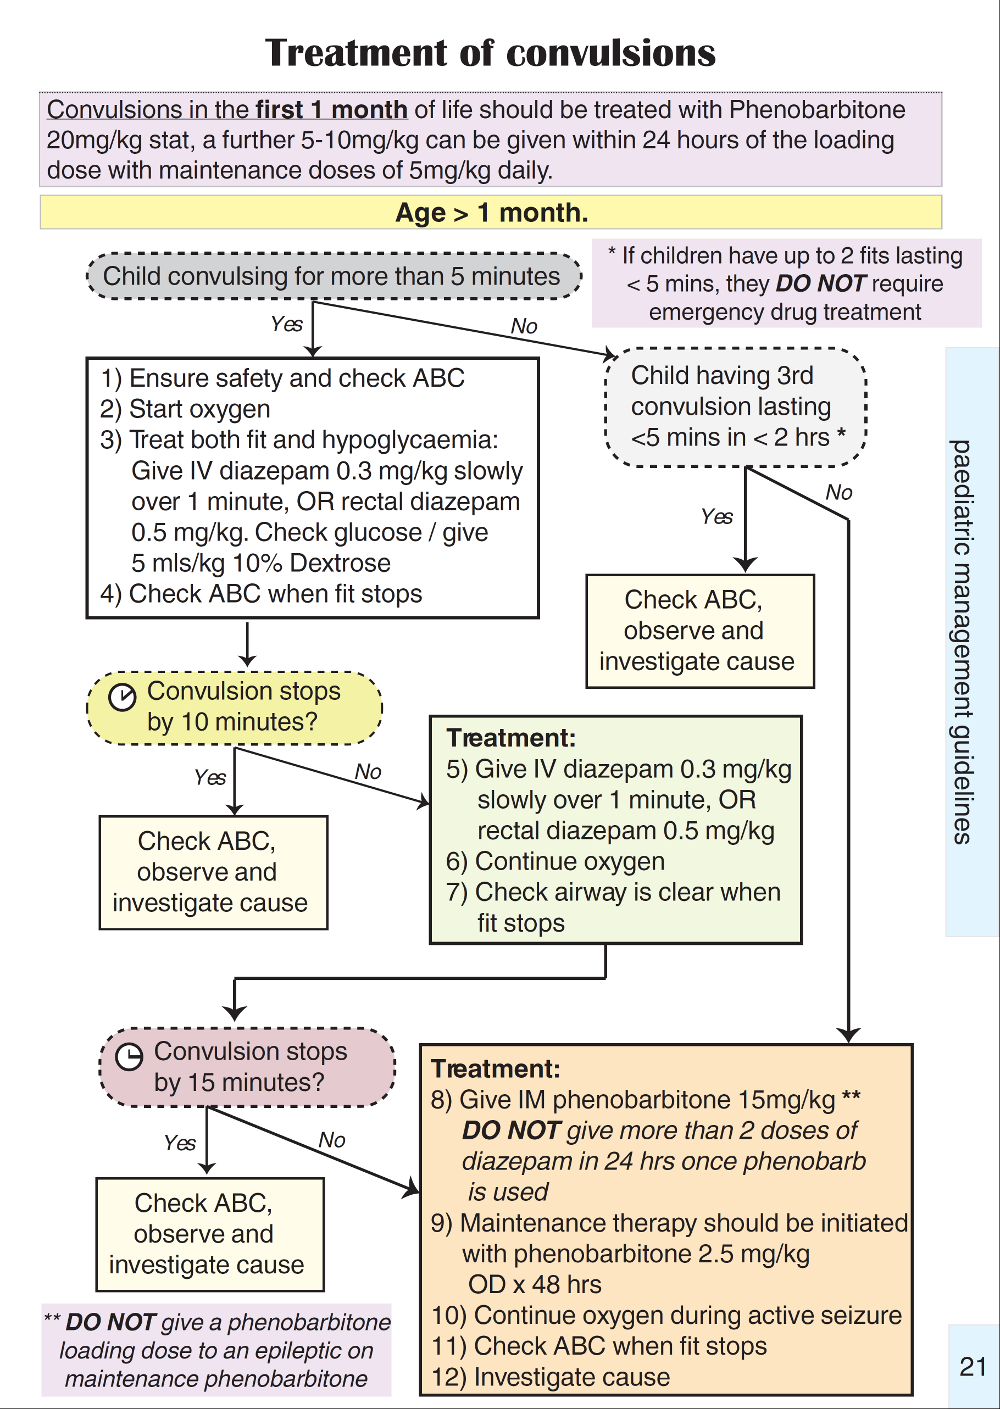 Treatment of convulsions
Convulsions in the first 1 month of life should be treated with Phenobarbitone
20mg/kg stat, a further 5-10mg/kg can be given within 24 hours of the loading
dose with maintenance doses of 5mg/kg daily.
Age > 1 month.
Child convulsing for more than 5 minutes
* If children have up to 2 fits lasting
< 5 mins, they DO NOT require
emergency drug treatment
Yes
No
1) Ensure safety and check ABC
2) Start oxygen
3) Treat both fit and hypoglycaemia:
Give IV diazepam 0.3 mg/kg slowly
over 1 minute, OR rectal diazepam
0.5 mg/kg. Check glucose / give
5 mls/kg 10% Dextrose
4) Check ABC when fit stops
Child having 3rd
convulsion lasting
<5 mins in < 2 hrs *
Yes
No
Check ABC,
observe and
investigate cause
Convulsion stops
by 10 minutes?
Yes
No
Check ABC,
observe and
investigate cause
Treatment:
5) Give IV diazepam 0.3 mg/kg
slowly over 1 minute, OR
rectal diazepam 0.5 mg/kg
6) Continue oxygen
7) Check airway is clear when
fit stops
Convulsion stops
by 15 minutes?
Yes
No
Check ABC,
observe and
investigate cause
Treatment:
8) Give IM phenobarbitone 15mg/kg **
DO NOT give more than 2 doses of
diazepam in 24 hrs once phenobarb
is used
9) Maintenance therapy should be initiated
with phenobarbitone 2.5 mg/kg
OD x 48 hrs
10) Continue oxygen during active seizure
11) Check ABC when fit stops
12) Investigate cause
** DO NOT give a phenobarbitone
loading dose to an epileptic on
maintenance phenobarbitone
paediatric management guidelines
21